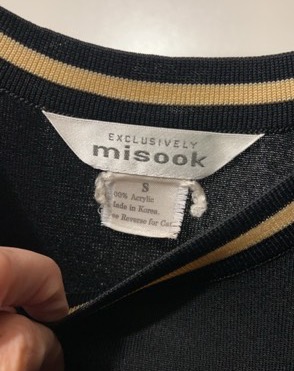 EXCLUSIVELY
misook
S
00% Acrylic
ade in Korea
Reverse for Ca